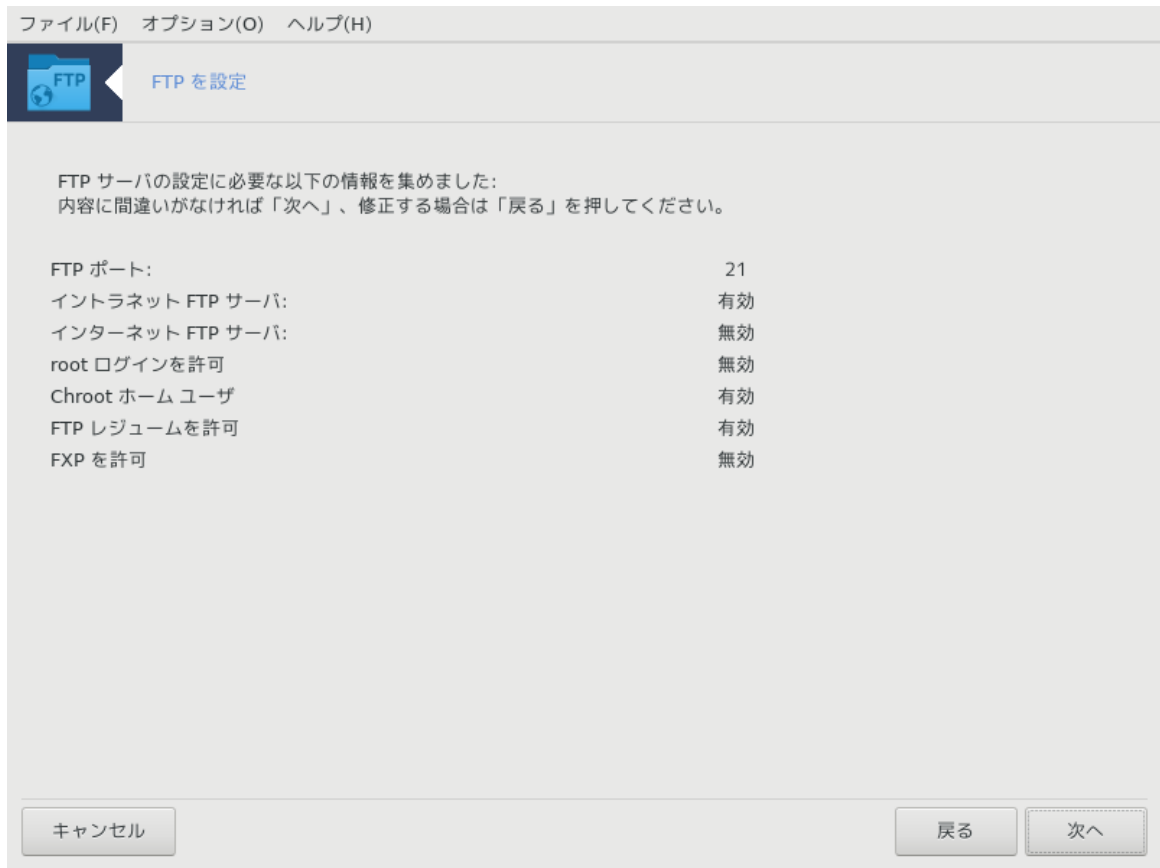 ファイル(F) オプション(O) ヘルプ(H)
FTP
FTP を設定
FTP サーバの設定に必要な以下の情報を集めました:
内容に間違いがなければ「次へ」、修正する場合は「戻る」を押してください。
FTP ポート: 21
イントラネット FTP サーバ: 有効
インターネット FTP サーバ: 無効
root ログインを許可 無効
Chroot ホーム ユーザ 有効
FTP レジュームを許可 有効
FXP を許可 無効
キャンセル 戻る 次へ